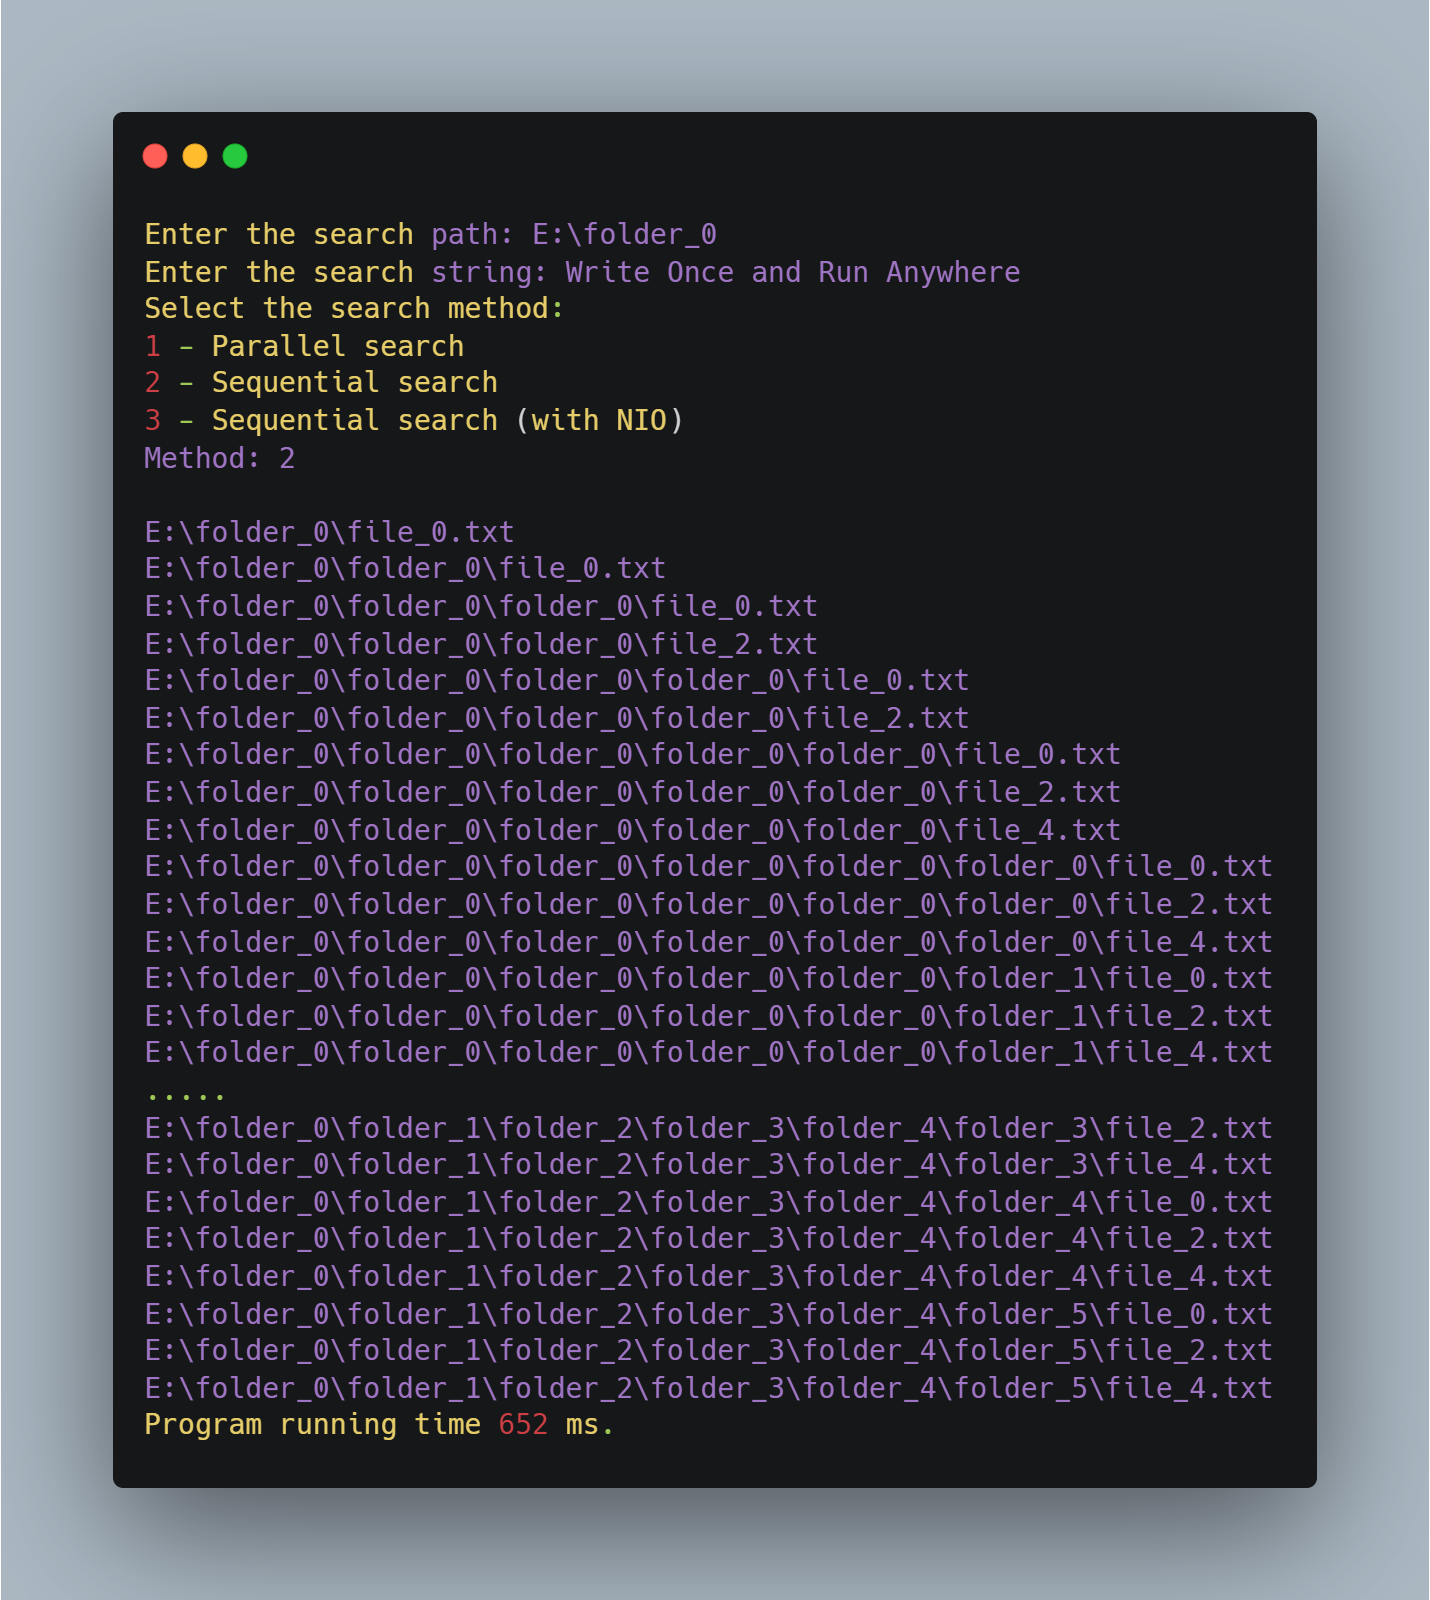 Enter the search path: E:\folder_0
Enter the search string: Write Once and Run Anywhere
Select the search method:
1 - Parallel search
2 - Sequential search
3 - Sequential search (with NIO)
Method: 2
E:\folder_0\file_0.txt
E:\folder_0\folder_0\file_0.txt
E:\folder_0\folder_0\folder_0\file_0.txt
E:\folder_0\folder_0\folder_0\file_2.txt
E:\folder_0\folder_0\folder_0\folder_0\file_0.txt
E:\folder_0\folder_0\folder_0\folder_0\file_2.txt
E:\folder_0\folder_0\folder_0\folder_0\folder_0\file_0.txt
E:\folder_0\folder_0\folder_0\folder_0\folder_0\file_2.txt
E:\folder_0\folder_0\folder_0\folder_0\folder_0\file_4.txt
E:\folder_0\folder_0\folder_0\folder_0\folder_0\folder_0\file_0.txt
E:\folder_0\folder_0\folder_0\folder_0\folder_0\folder_0\file_2.txt
E:\folder_0\folder_0\folder_0\folder_0\folder_0\folder_0\file_4.txt
E:\folder_0\folder_0\folder_0\folder_0\folder_0\folder_1\file_0.txt
E:\folder_0\folder_0\folder_0\folder_0\folder_0\folder_1\file_2.txt
E:\folder_0\folder_0\folder_0\folder_0\folder_0\folder_1\file_4.txt
.....
E:\folder_0\folder_1\folder_2\folder_3\folder_4\folder_3\file_2.txt
E:\folder_0\folder_1\folder_2\folder_3\folder_4\folder_3\file_4.txt
E:\folder_0\folder_1\folder_2\folder_3\folder_4\folder_4\file_0.txt
E:\folder_0\folder_1\folder_2\folder_3\folder_4\folder_4\file_2.txt
E:\folder_0\folder_1\folder_2\folder_3\folder_4\folder_4\file_4.txt
E:\folder_0\folder_1\folder_2\folder_3\folder_4\folder_5\file_0.txt
E:\folder_0\folder_1\folder_2\folder_3\folder_4\folder_5\file_2.txt
E:\folder_0\folder_1\folder_2\folder_3\folder_4\folder_5\file_4.txt
Program running time 652 ms.